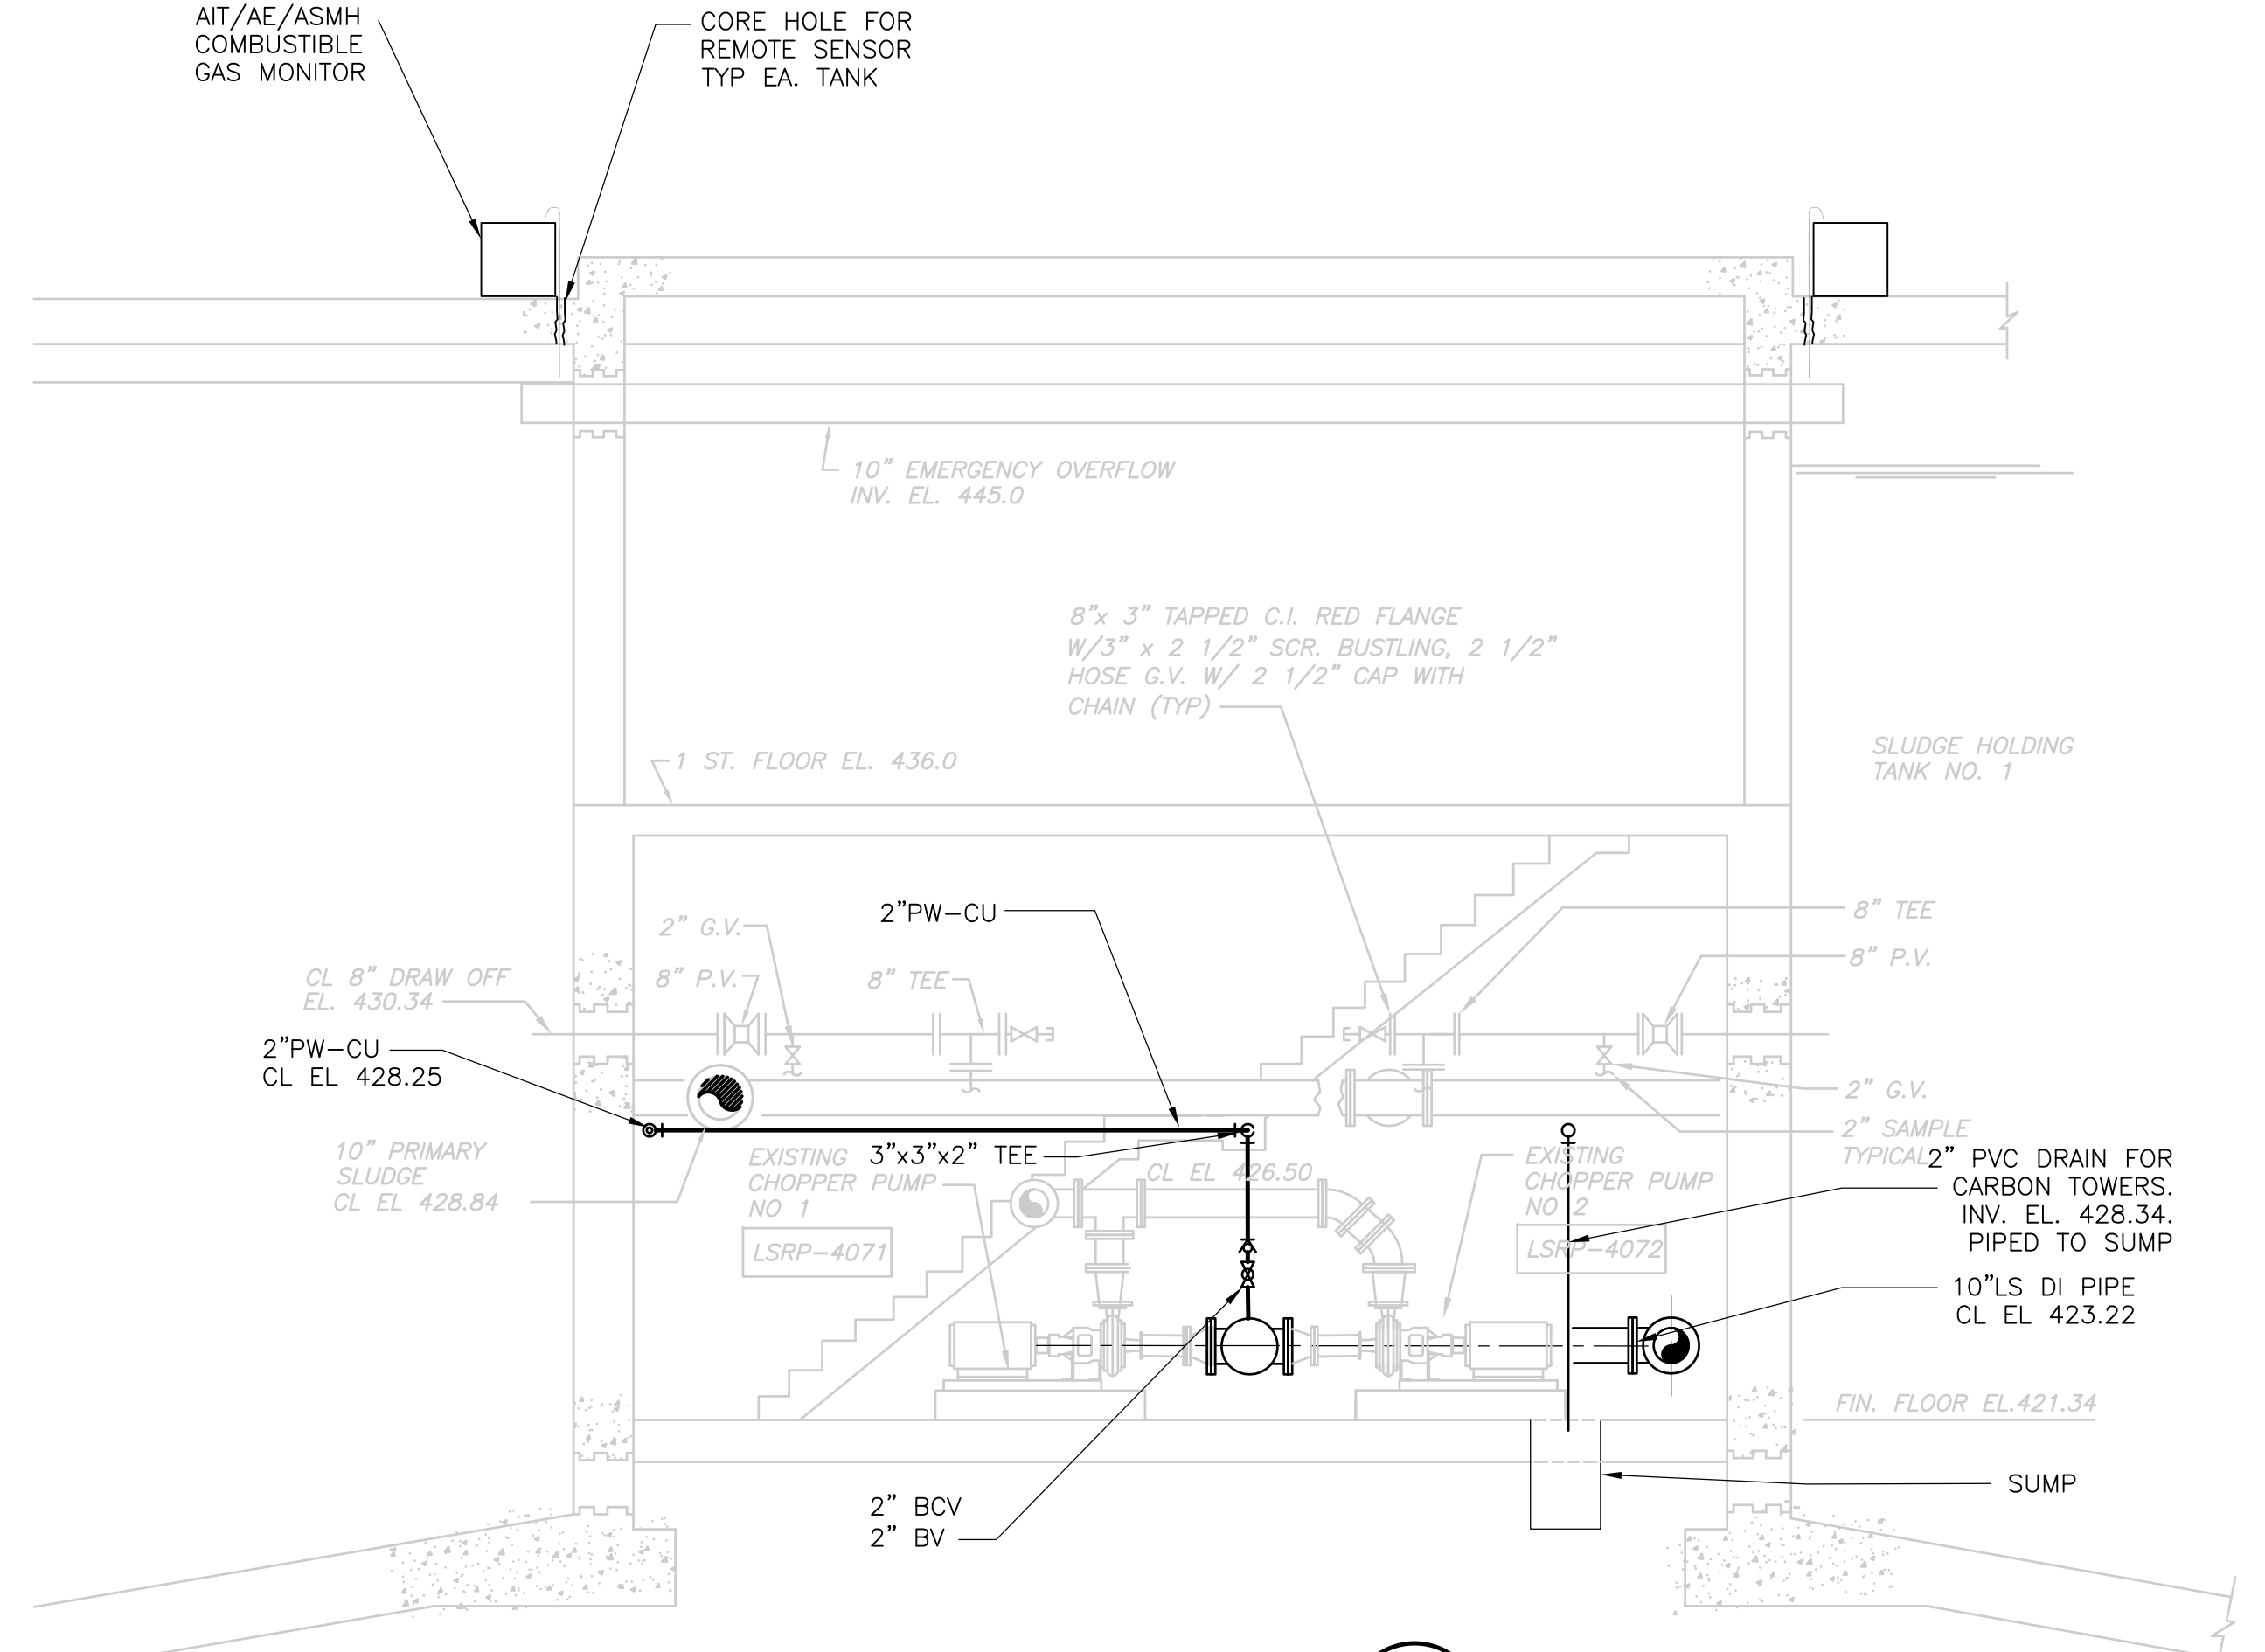 AIT/AE/ASMH
COMBUSTIBLE
GAS MONITOR
CORE HOLE FOR
REMOTE SENSOR
TYP EA. TANK
10" EMERGENCY OVERFLOW
INV. EL. 445.0
8"x 3" TAPPED C.I. RED FLANGE
W/3" x 2 1/2" SCR. BUSTLING, 2 1/2"
HOSE G.V. W/ 2 1/2" CAP WITH
CHAIN (TYP)
1 ST. FLOOR EL. 436.0
SLUDGE HOLDING
TANK NO. 1
2" G.V.
2"PW-CU
8" TEE
8" P.V.
CL 8" DRAW OFF
EL. 430.34
8" P.V.
8" TEE
2"PW-CU
CL EL 428.25
2" G.V.
2" SAMPLE
TYPICAL
10" PRIMARY
SLUDGE
CL EL 428.84
EXISTING
CHOPPER PUMP
NO 1
LSRP-4071
3"x3"x2" TEE
CL EL 426.50
EXISTING
CHOPPER PUMP
NO 2
LSRP-4072
2" PVC DRAIN FOR
CARBON TOWERS.
INV. EL. 428.34.
PIPED TO SUMP
10"LS DI PIPE
CL EL 423.22
FIN. FLOOR EL.421.34
SUMP
2" BCV
2" BV